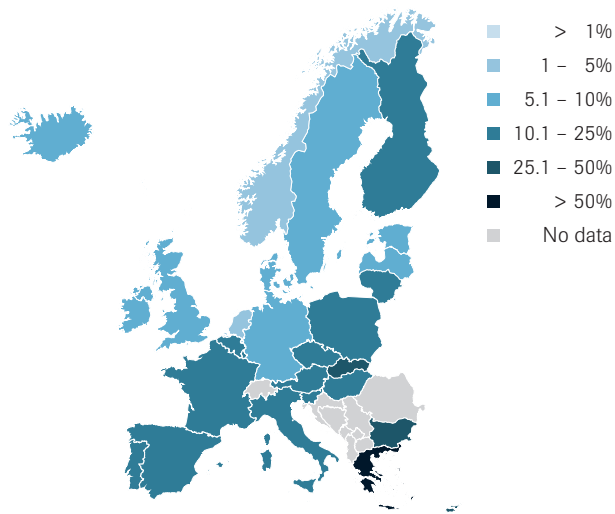 > 1%
1 – 5%
5.1 – 10%
10.1 – 25%
25.1 – 50%
> 50%
No data